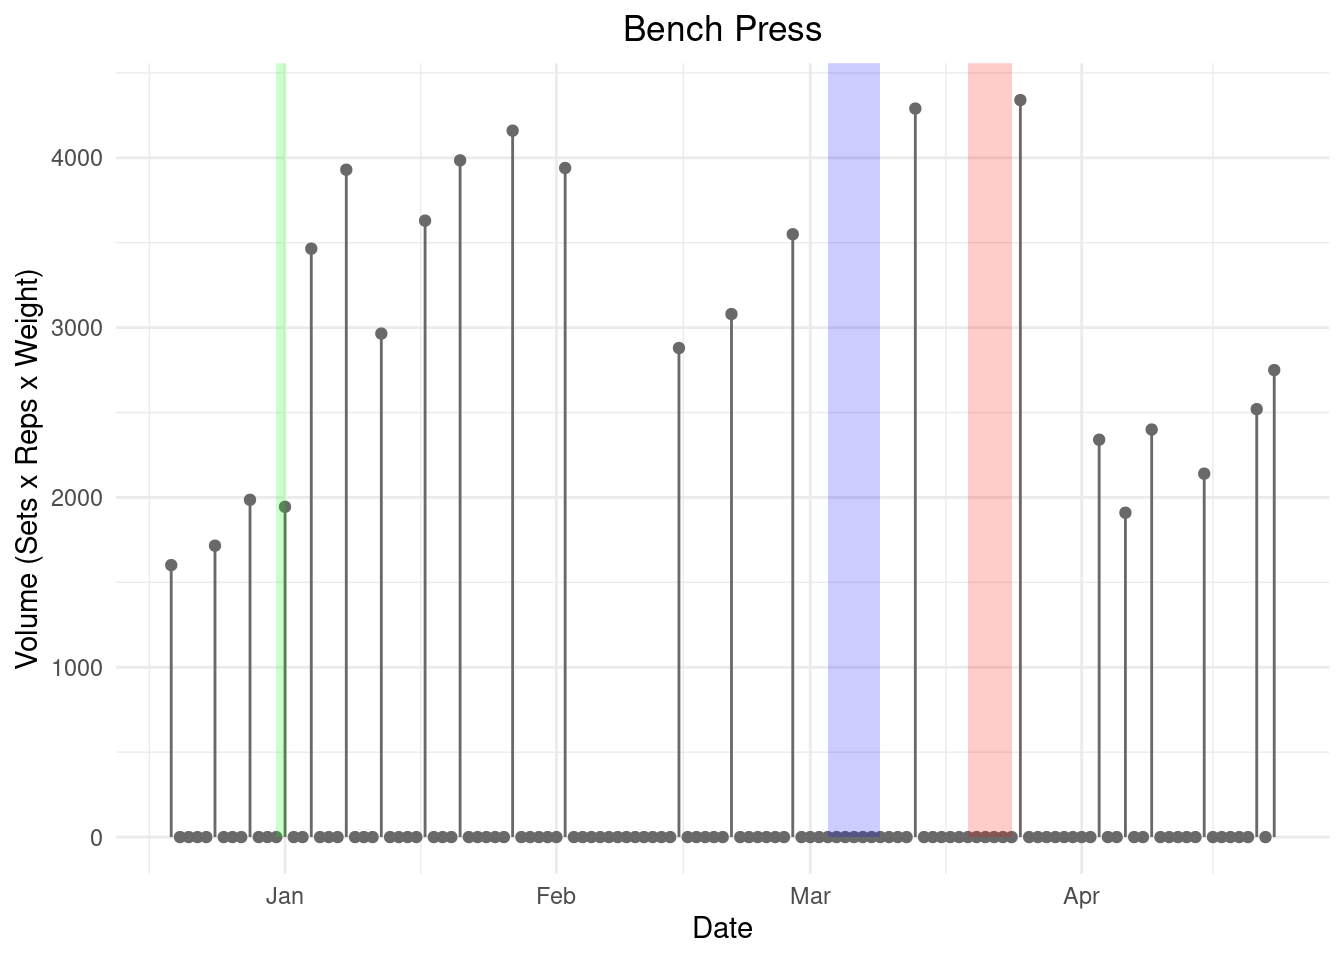 Bench Press
Volume (Sets x Reps x Weight)
4000
3000
2000
1000
0
Jan Feb Mar Apr
Date